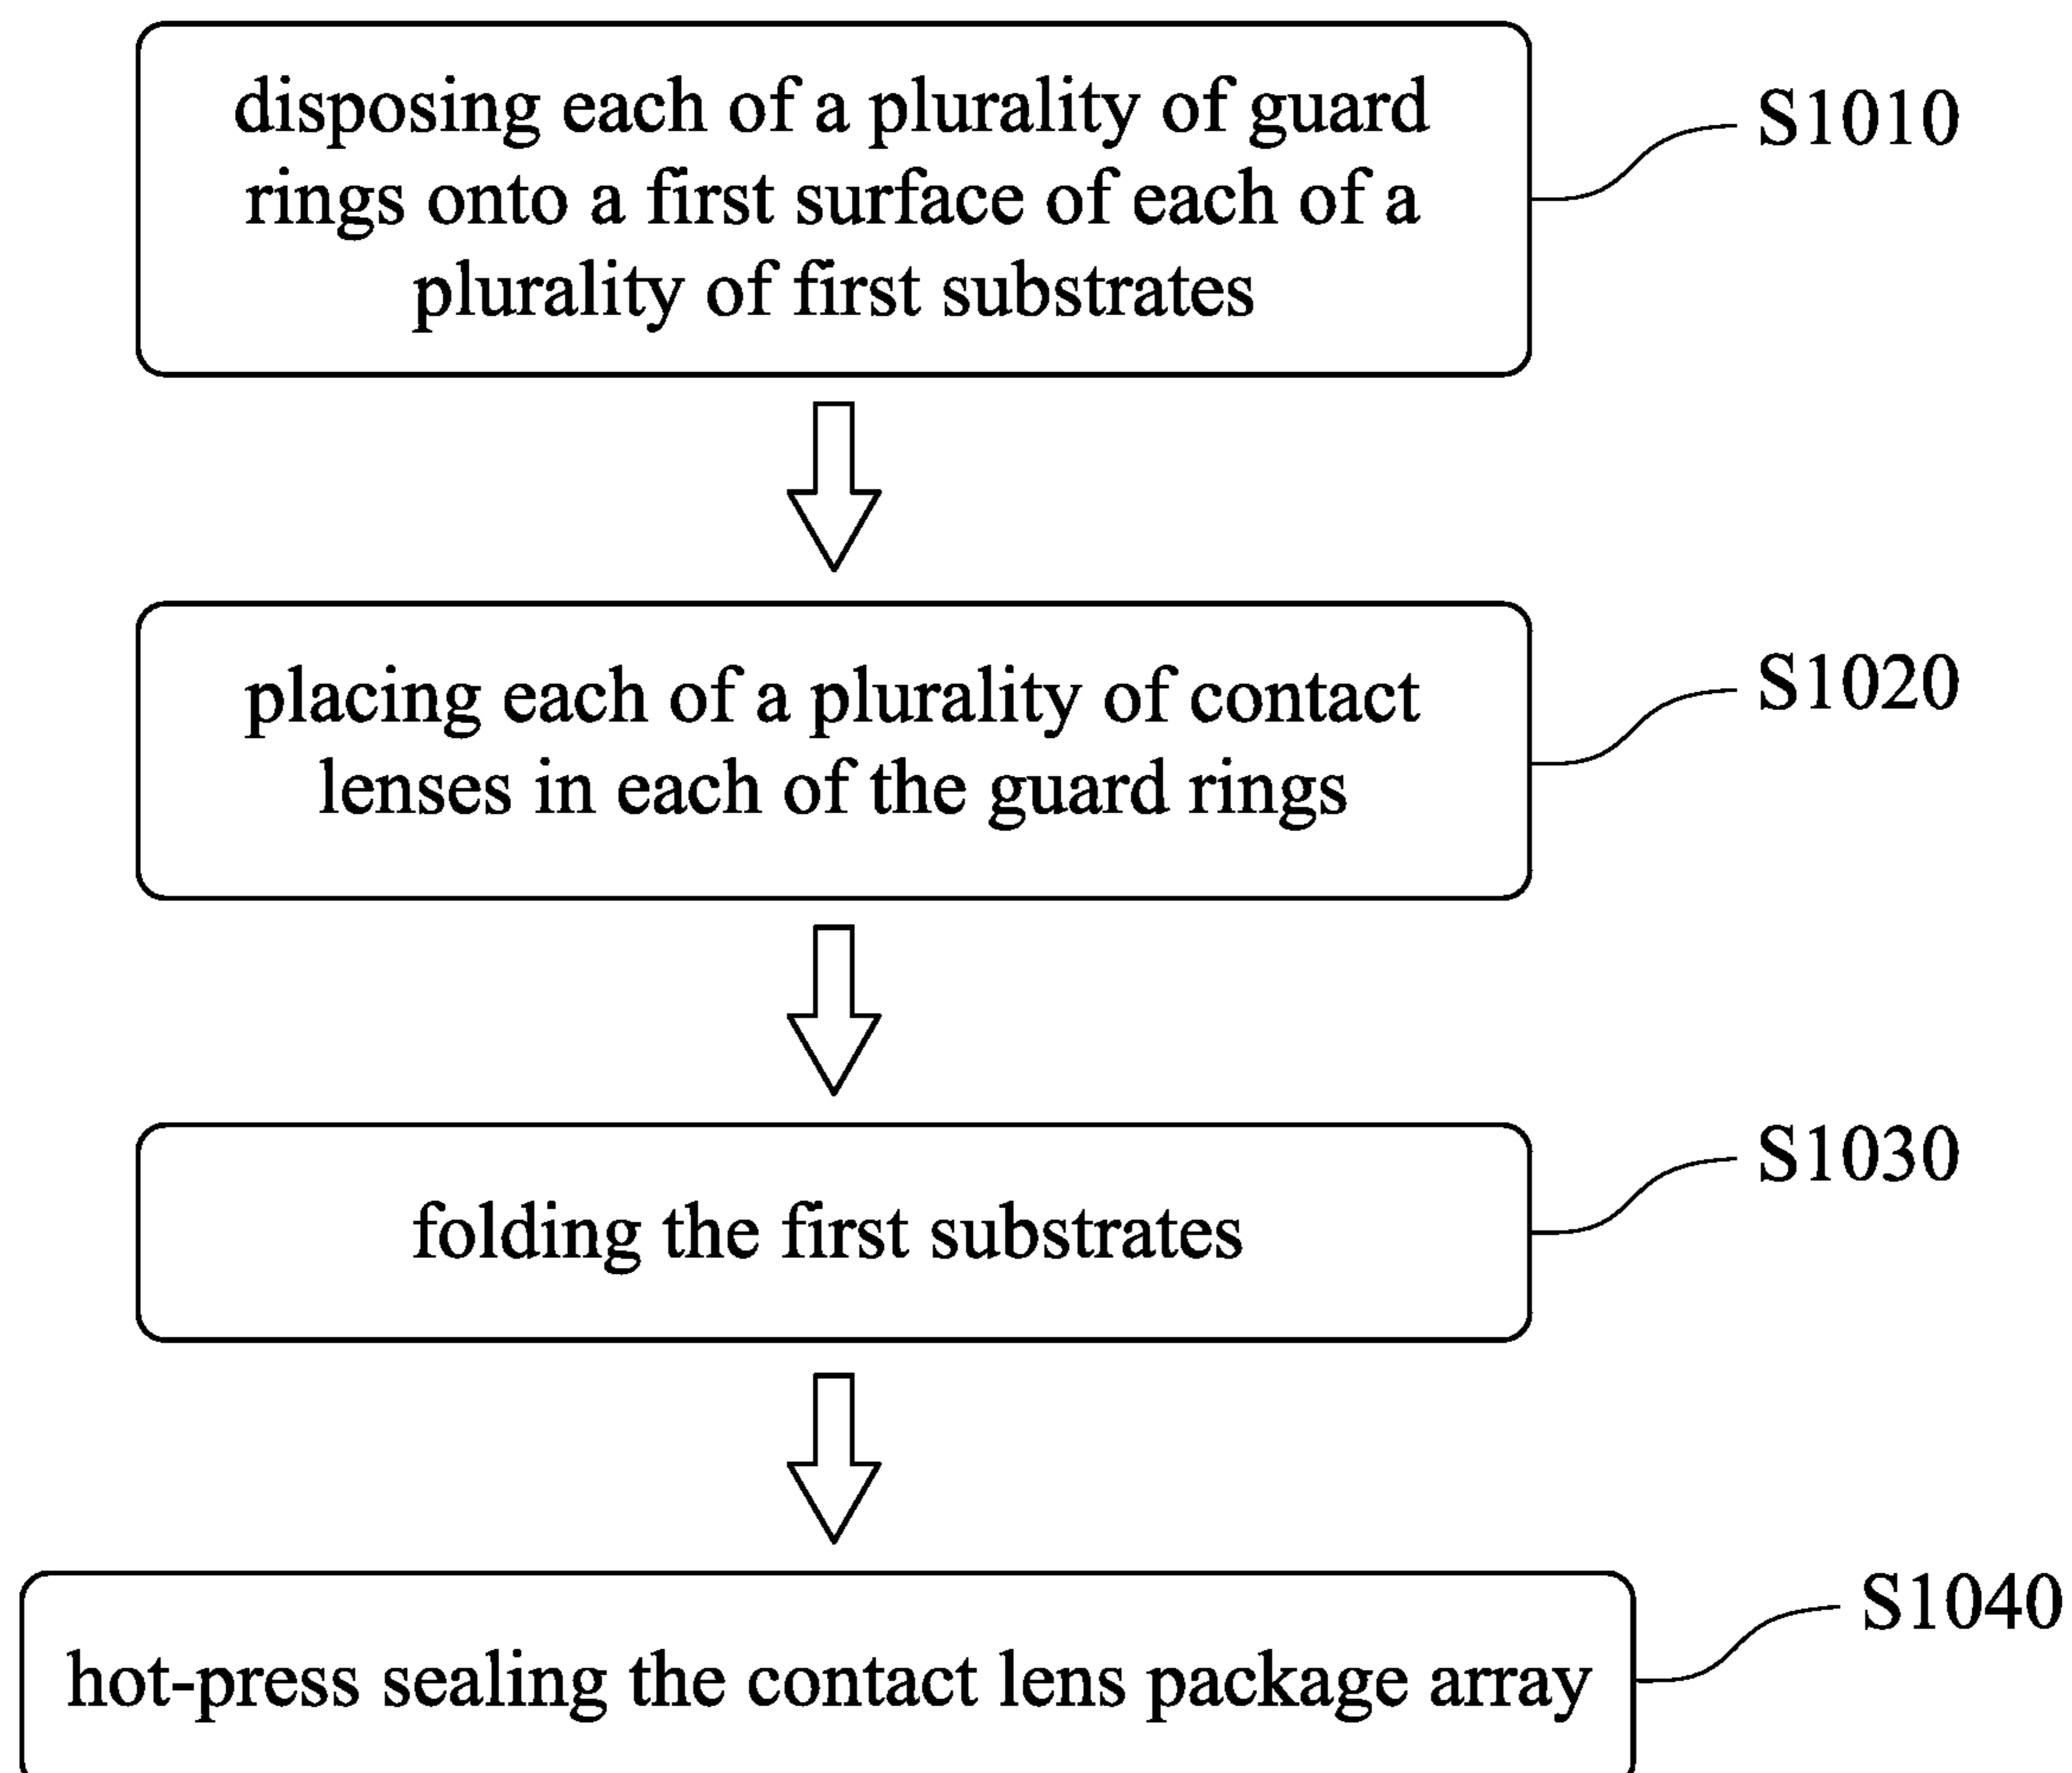 disposing each of a plurality of guard
rings onto a first surface of each of a
plurality of first substrates
S1010
placing each of a plurality of contact
lenses in each of the guard rings
S1020
folding the first substrates
S1030
hot-press sealing the contact lens package array
S1040